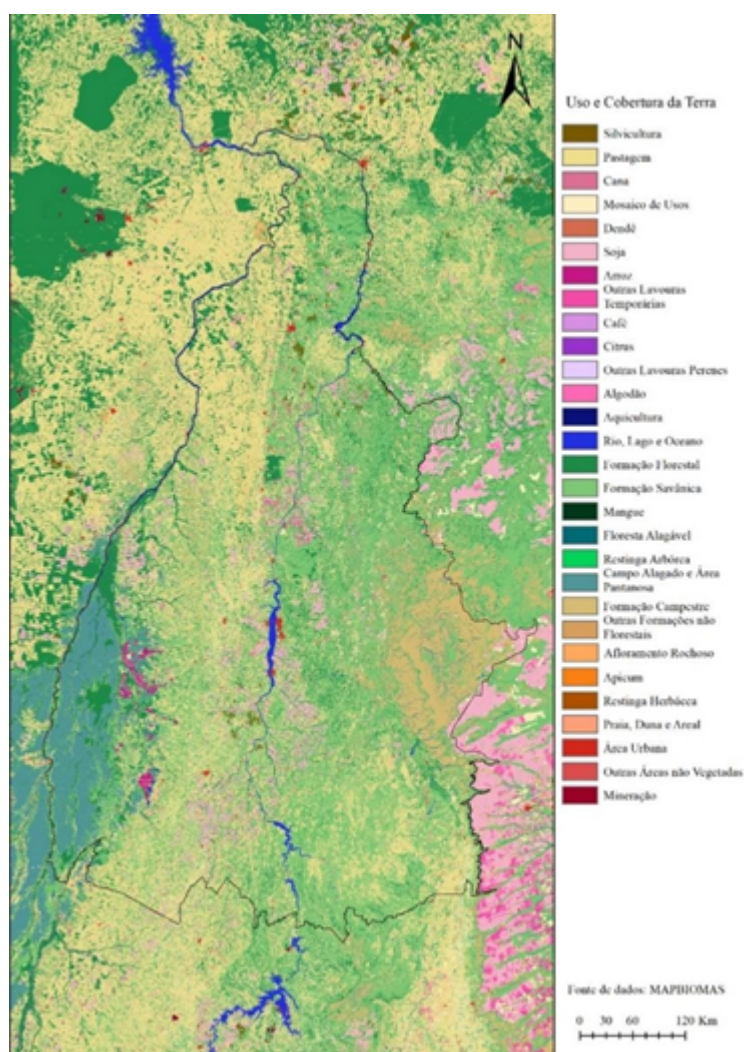 N
Uso e Cobertura da Terra
Silvicultura
Pastagem
Cana
Mosaico de Usos
Dendê
Soja
Arroz
Outras Lavouras
Temporárias
Café
Citrus
Outras Lavouras Perenes
Algodão
Aquicultura
Rio, Lago e Oceano
Formação Florestal
Formação Savânica
Mangue
Floresta Alagável
Restinga Arbórea
Campo Alagado e Área
Pantanosa
Formação Campestre
Outras Formações não
Florestais
Afloramento Rochoso
Apicum
Restinga Herbácea
Praia, Duna e Areal
Área Urbana
Outras Áreas não Vegetadas
Mineração
Fonte de dados: MAPBIOMAS
0 30 60 120 Km